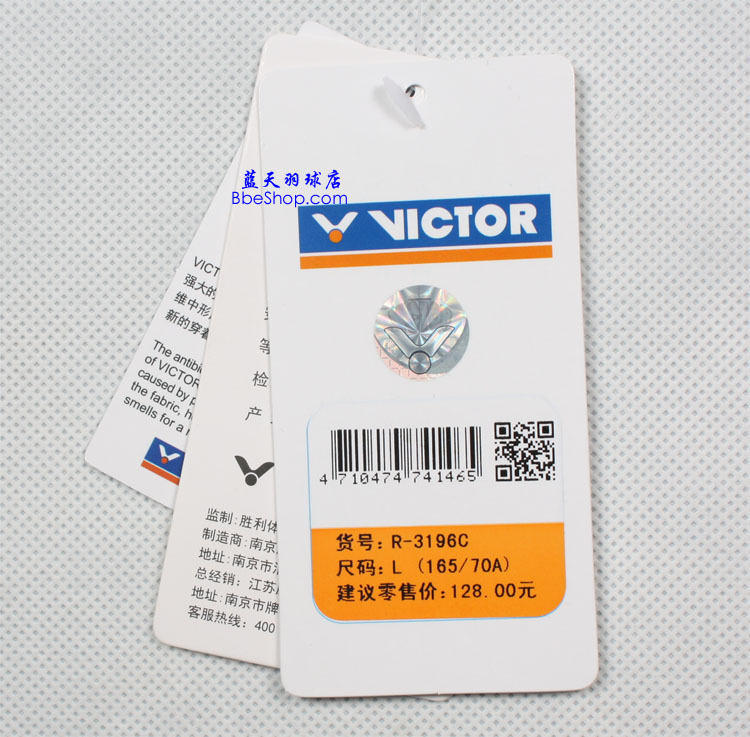 蓝天羽球店
BbeShop.com
VICTOR
4 710474 741465
货号: R-3196C
尺码: L (165/70A)
建议零售价:128.00元
VICT
强大的
维中形
新的穿着
The antibi
of VICTOR
caused by p
the fabric, h
smells for a
等
检
产
监制:胜利体
制造商:南京
地址:南京市
总经销:江苏
地址:南京市牌
客服热线:400